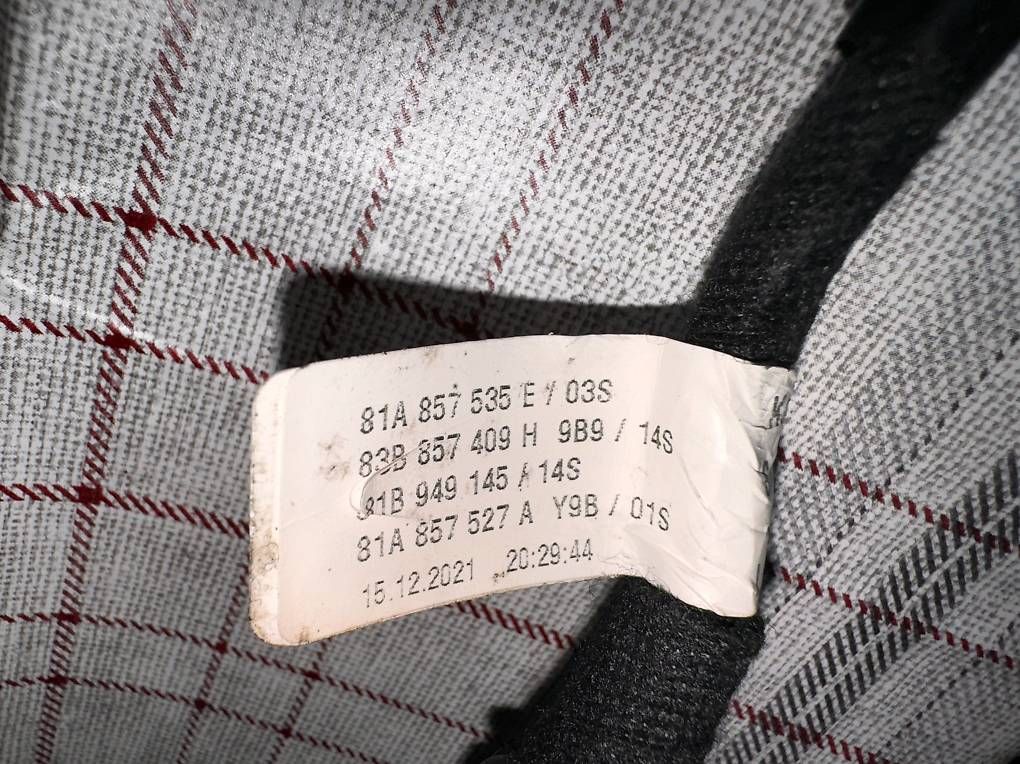 81A 857 535 E / 03S
83B 857 409 H 9B9 / 14S
81B 949 145 / 14S
81A 857 527 A Y9B / 01S
15.12.2021 20:29:44